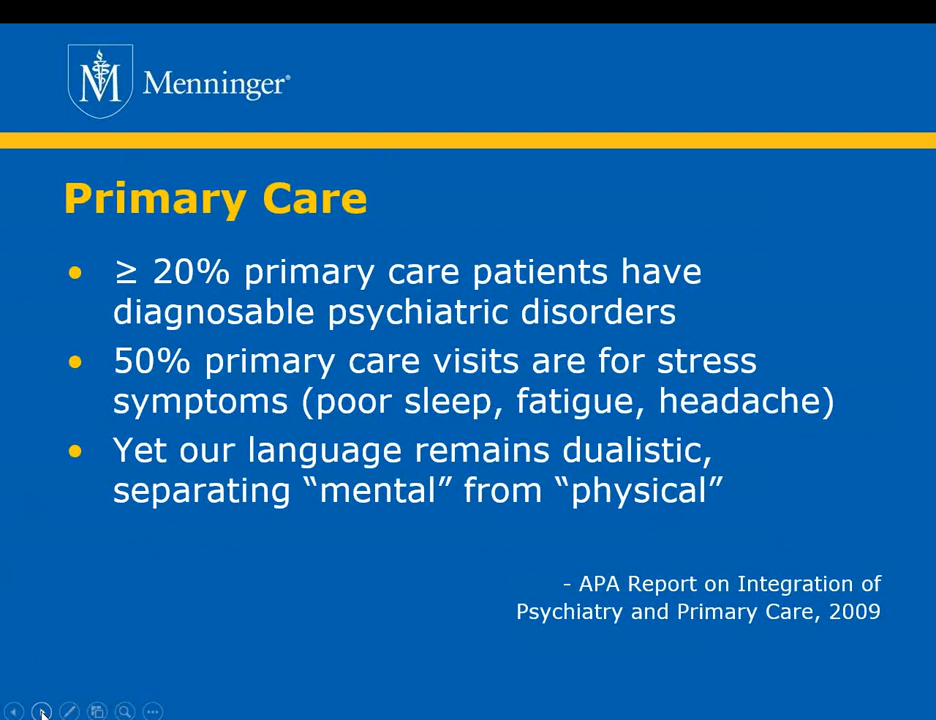 Menninger®
Primary Care
• ≥ 20% primary care patients have
diagnosable psychiatric disorders
• 50% primary care visits are for stress
symptoms (poor sleep, fatigue, headache)
• Yet our language remains dualistic,
separating “mental” from “physical”
- APA Report on Integration of
Psychiatry and Primary Care, 2009